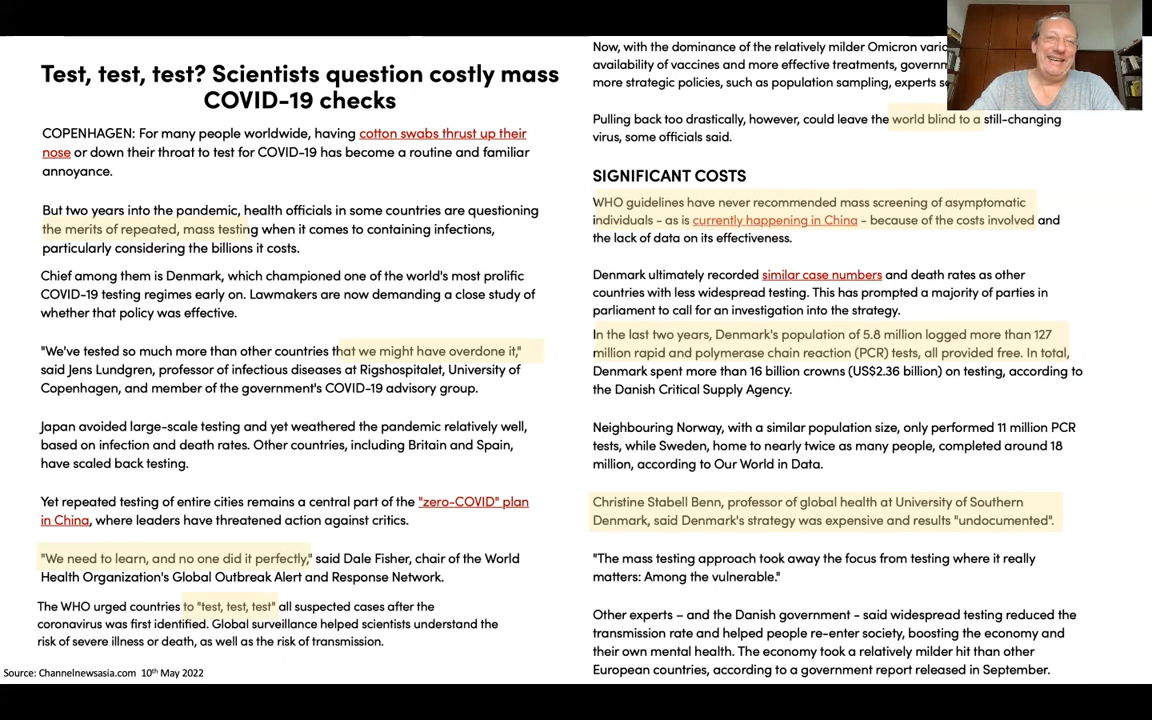 Test, test, test? Scientists question costly mass
COVID-19 checks
COPENHAGEN: For many people worldwide, having cotton swabs thrust up their
nose or down their throat to test for COVID-19 has become a routine and familiar
annoyance.
But two years into the pandemic, health officials in some countries are questioning
the merits of repeated, mass testing when it comes to containing infections,
particularly considering the billions it costs.
Chief among them is Denmark, which championed one of the world's most prolific
COVID-19 testing regimes early on. Lawmakers are now demanding a close study of
whether that policy was effective.
"We've tested so much more than other countries that we might have overdone it,"
said Jens Lundgren, professor of infectious diseases at Rigshospitalet, University of
Copenhagen, and member of the government's COVID-19 advisory group.
Japan avoided large-scale testing and yet weathered the pandemic relatively well,
based on infection and death rates. Other countries, including Britain and Spain,
have scaled back testing.
Yet repeated testing of entire cities remains a central part of the "zero-COVID" plan
in China, where leaders have threatened action against critics.
"We need to learn, and no one did it perfectly," said Dale Fisher, chair of the World
Health Organization's Global Outbreak Alert and Response Network.
The WHO urged countries to "test, test, test" all suspected cases after the
coronavirus was first identified. Global surveillance helped scientists understand the
risk of severe illness or death, as well as the risk of transmission.
Source: Channelnewsasia.com 10th May 2022
Now, with the dominance of the relatively milder Omicron
availability of vaccines and more effective treatments,
more strategic policies, such as population sampling, experts
Pulling back too drastically, however, could leave the world blind to a still-changing
virus, some officials said.
SIGNIFICANT COSTS
WHO guidelines have never recommended mass screening of asymptomatic
individuals - as is currently happening in China - because of the costs involved and
the lack of data on its effectiveness.
Denmark ultimately recorded similar case numbers and death rates as other
countries with less widespread testing. This has prompted a majority of parties in
parliament to call for an investigation into the strategy.
In the last two years, Denmark's population of 5.8 million logged more than 127
million rapid and polymerase chain reaction (PCR) tests, all provided free. In total,
Denmark spent more than 16 billion crowns (US$2.36 billion) on testing, according to
the Danish Critical Supply Agency.
Neighbouring Norway, with a similar population size, only performed 11 million PCR
tests, while Sweden, home to nearly twice as many people, completed around 18
million, according to Our World in Data.
Christine Stabell Benn, professor of global health at University of Southern
Denmark, said Denmark's strategy was expensive and results "undocumented".
"The mass testing approach took away the focus from testing where it really
matters: Among the vulnerable."
Other experts – and the Danish government - said widespread testing reduced the
transmission rate and helped people re-enter society, boosting the economy and
their own mental health. The economy took a relatively milder hit than other
European countries, according to a government report released in September.